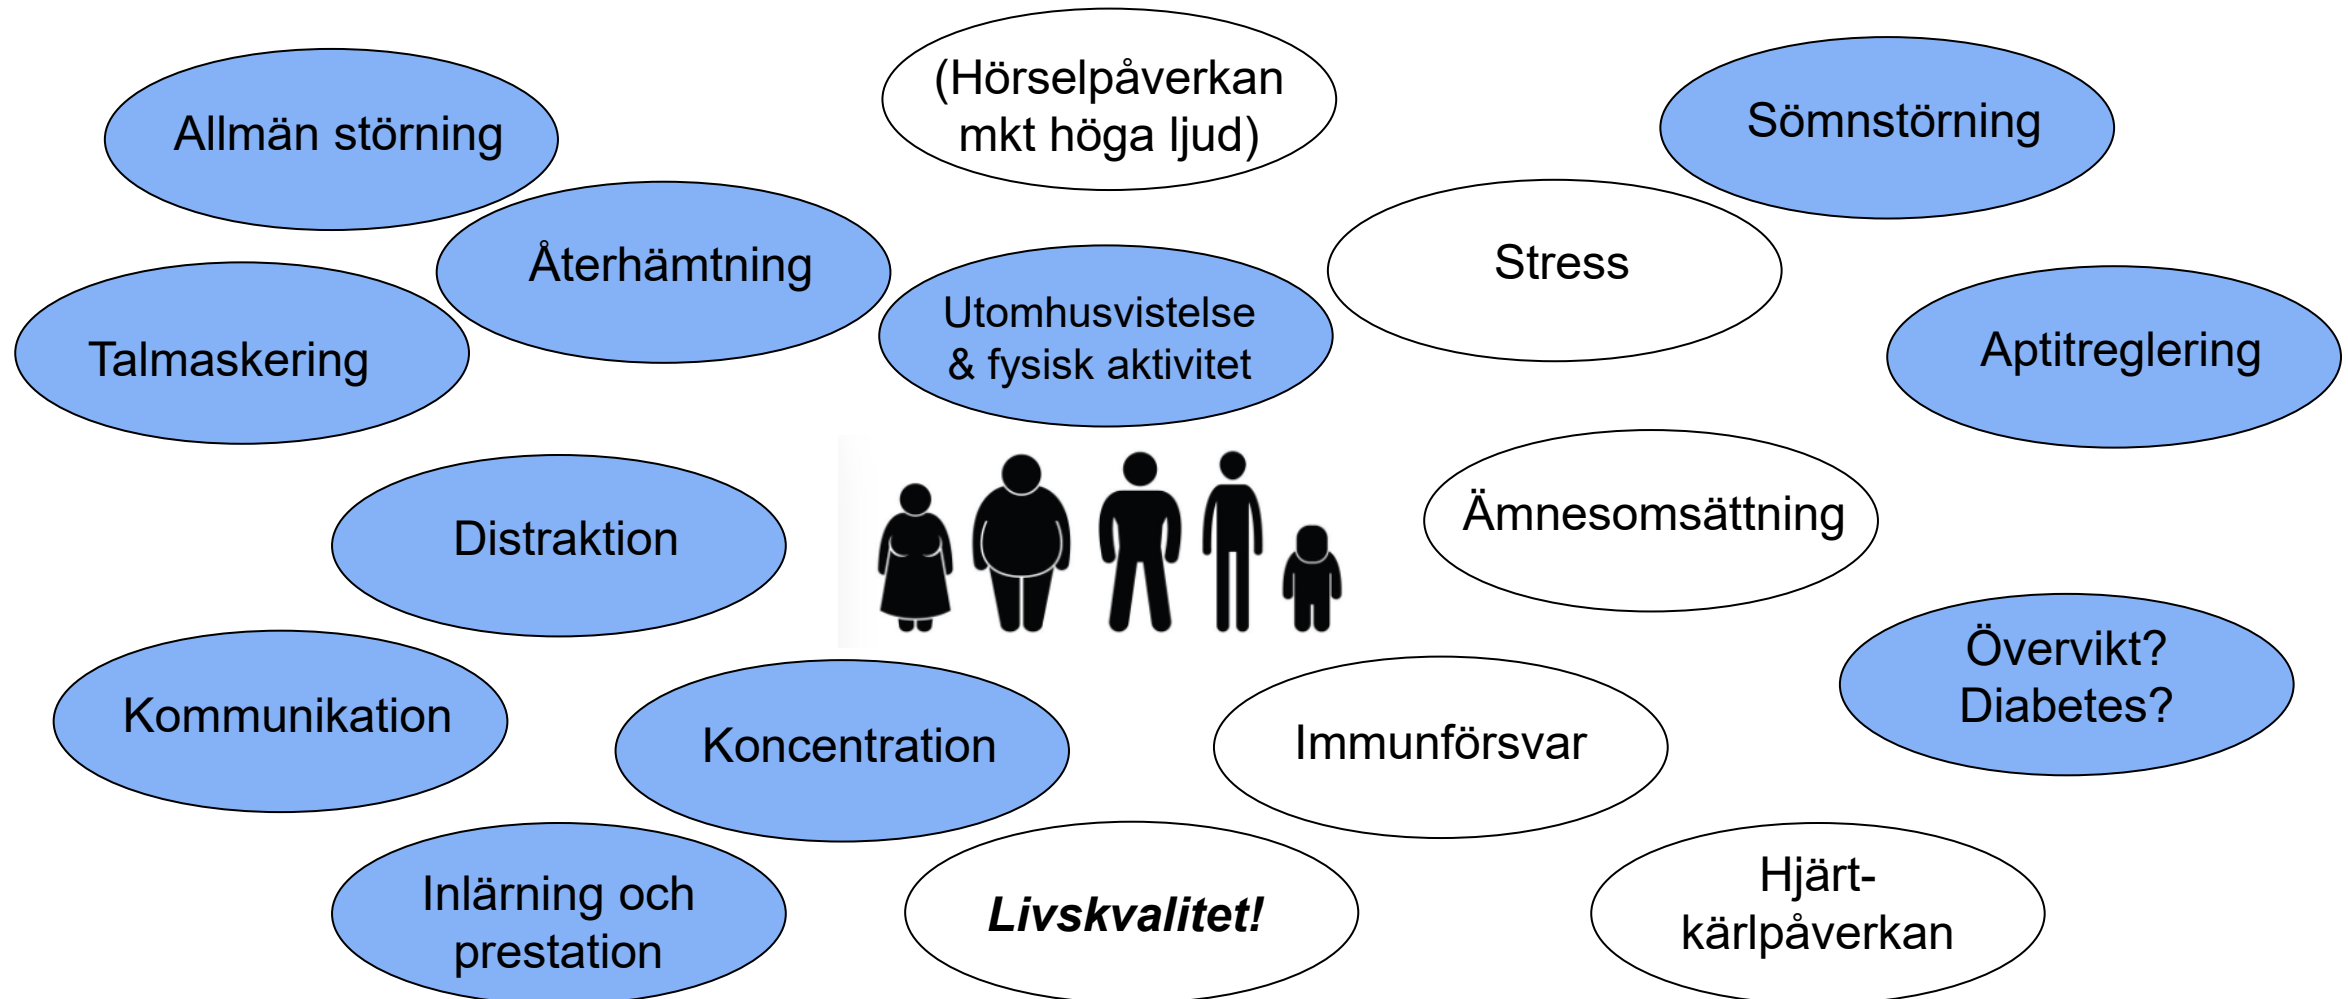 (Hörselpåverkan
mkt höga ljud)
Allmän störning
Sömnstörning
Återhämtning
Utomhusvistelse
& fysisk aktivitet
Stress
Talmaskering
Aptitreglering
Distraktion
Ämnesomsättning
Kommunikation
Koncentration
Immunförsvar
Övervikt?
Diabetes?
Inlärning och
prestation
Livskvalitet!
Hjärt-
kärlpåverkan